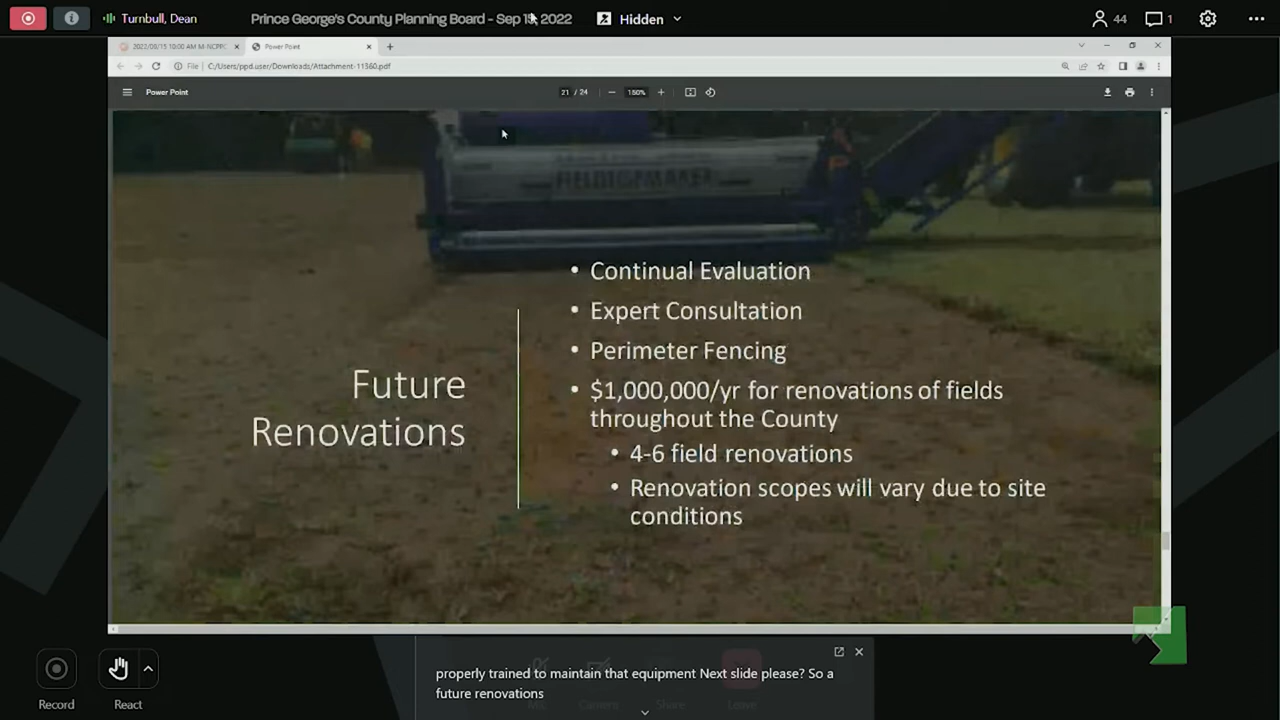 Turnbull, Dean
Prince George's County Planning Board - Sep 15, 2022
Hidden
44
1
2022/08/15 10:00 AM M-NCPPC
Power Point
File
C:/Users/ppd.user/Downloads/Attachment-11360.pdf
Power Point
21 / 24
150%
Future
Renovations
• Continual Evaluation
• Expert Consultation
• Perimeter Fencing
• $1,000,000/yr for renovations of fields
throughout the County
• 4-6 field renovations
• Renovation scopes will vary due to site
conditions
properly trained to maintain that equipment Next slide please? So a
future renovations
Record
React
Camera
Share
Leave